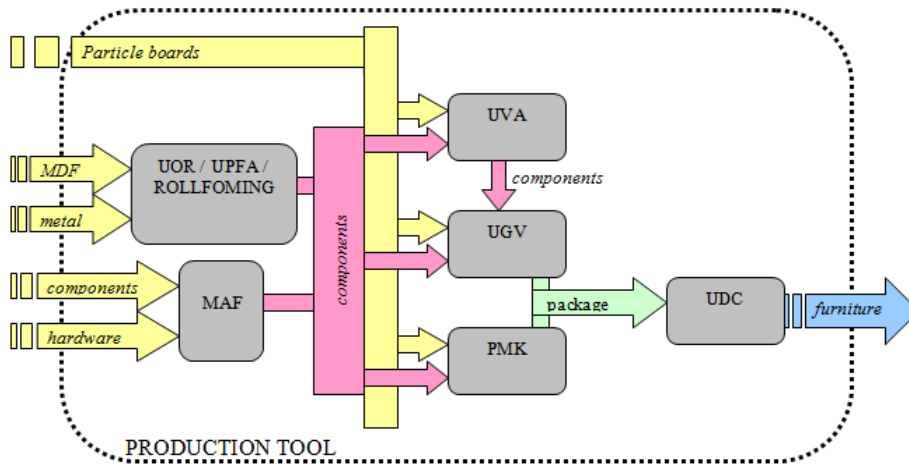 Particle boards
UVA
MDF
UOR / UPFA /
ROLLFOMING
components
metal
UGV
components
components
MAF
package
UDC
furniture
hardware
PMK
PRODUCTION TOOL